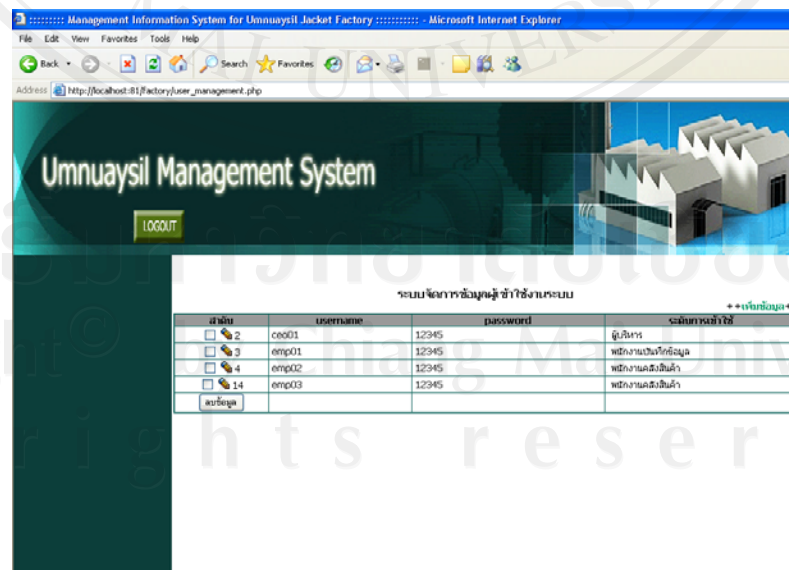 ::::::::: Management Information System for Umnuaysil Jacket Factory ::::::::::: - Microsoft Internet Explorer
File Edit View Favorites Tools Help
Back Search Favorites
Address http://localhost:81/factory/user_management.php
Umnuaysil Management System
LOGOUT
ระบบจัดการข้อมูลผู้เข้าใช้งานระบบ
++เพิ่มข้อมูล+
ลำดับ username password ระดับการเข้าใช้
2 ceo01 12345 ผู้บริหาร
3 emp01 12345 พนักงานบันทึกข้อมูล
4 emp02 12345 พนักงานคลังสินค้า
14 emp03 12345 พนักงานคลังสินค้า
ลบข้อมูล
rights reser